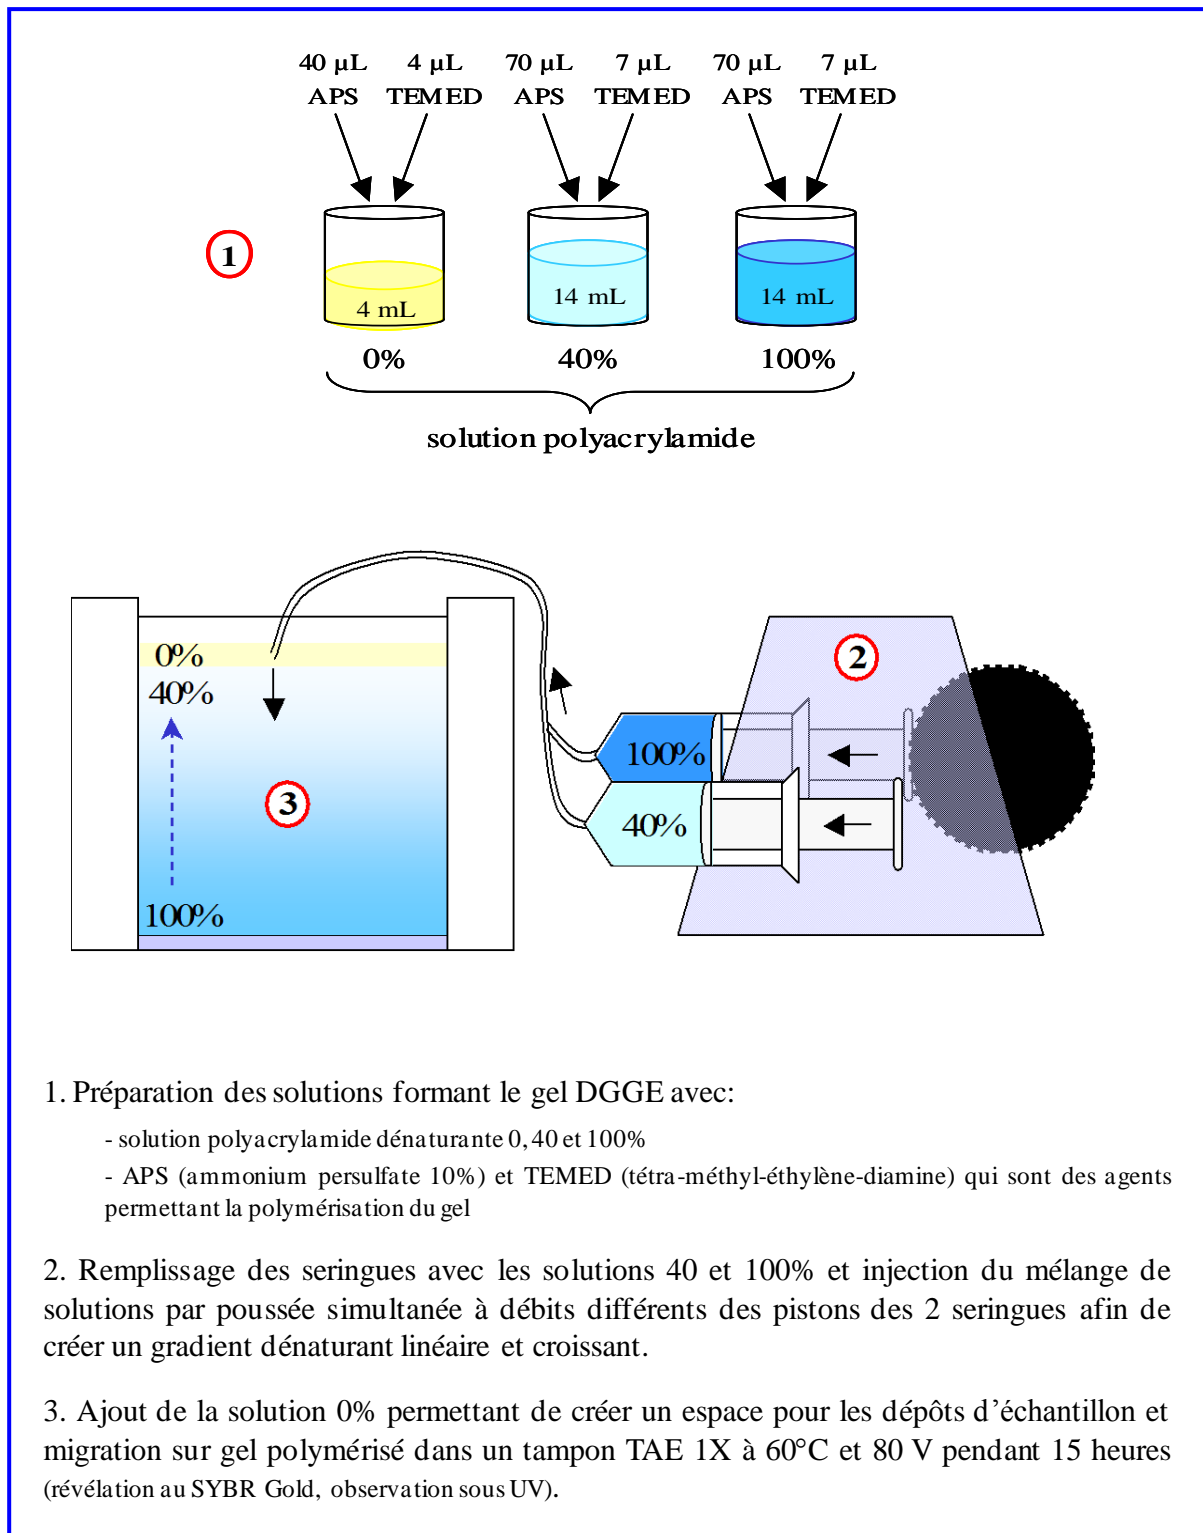 40 µL 4 µL 70 µL 7 µL 70 µL 7 µL
APS TEMED APS TEMED APS TEMED
1
4 mL 14 mL 14 mL
0% 40% 100%
solution polyacrylamide
0%
40%
3
100%
2
100%
40%
1. Préparation des solutions formant le gel DGGE avec:
- solution polyacrylamide dénaturante 0, 40 et 100%
- APS (ammonium persulfate 10%) et TEMED (tétra-méthyl-éthylène-diamine) qui sont des agents
permettant la polymérisation du gel
2. Remplissage des seringues avec les solutions 40 et 100% et injection du mélange de
solutions par poussée simultanée à débits différents des pistons des 2 seringues afin de
créer un gradient dénaturant linéaire et croissant.
3. Ajout de la solution 0% permettant de créer un espace pour les dépôts d’échantillon et
migration sur gel polymérisé dans un tampon TAE 1X à 60°C et 80 V pendant 15 heures
(révélation au SYBR Gold, observation sous UV).